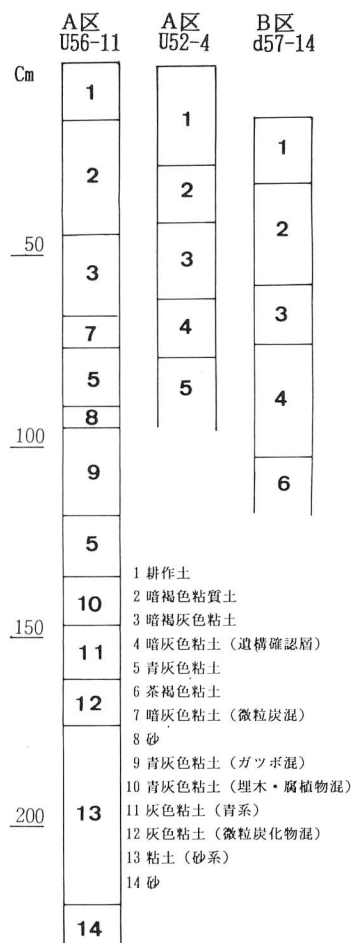 A区 A区 B区
U56-11 U52-4 d57-14
Cm
1
2
50
3
7
5
8
100
9
5
10
150
11
12
13
200
14
1
2
3
4
5
1
2
3
4
6
1 耕作土
2 暗褐色粘質土
3 暗褐灰色粘土
4 暗灰色粘土(遺構確認層)
5 青灰色粘土
6 茶褐色粘土
7 暗灰色粘土(微粒炭混)
8 砂
9 青灰色粘土(ガツボ混)
10 青灰色粘土(埋木・腐植物混)
11 灰色粘土(青系)
12 灰色粘土(微粒炭化物混)
13 粘土(砂系)
14 砂